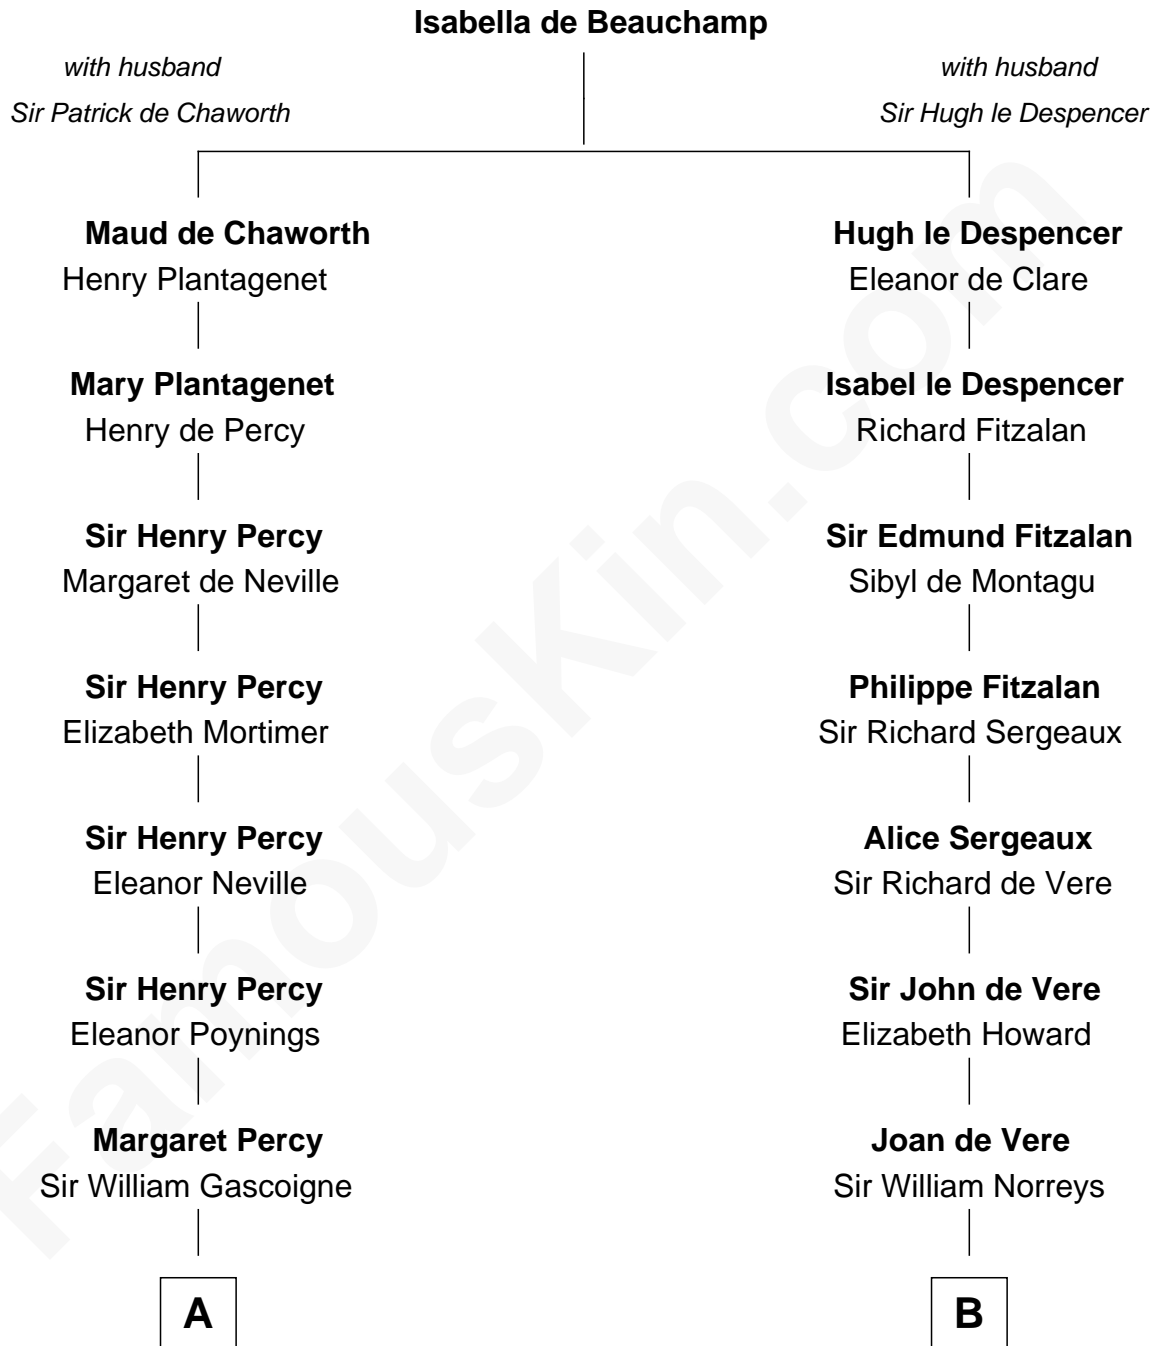 Isabella de Beauchamp
with husband
Sir Patrick de Chaworth
with husband
Sir Hugh le Despencer
Maud de Chaworth
Henry Plantagenet
Hugh le Despencer
Eleanor de Clare
Mary Plantagenet
Henry de Percy
Isabel le Despencer
Richard Fitzalan
Sir Henry Percy
Margaret de Neville
Sir Edmund Fitzalan
Sibyl de Montagu
Sir Henry Percy
Elizabeth Mortimer
Philippe Fitzalan
Sir Richard Sergeaux
Sir Henry Percy
Eleanor Neville
Alice Sergeaux
Sir Richard de Vere
Sir Henry Percy
Eleanor Poynings
Sir John de Vere
Elizabeth Howard
Margaret Percy
Sir William Gascoigne
Joan de Vere
Sir William Norreys
A
B
FamousKin.com